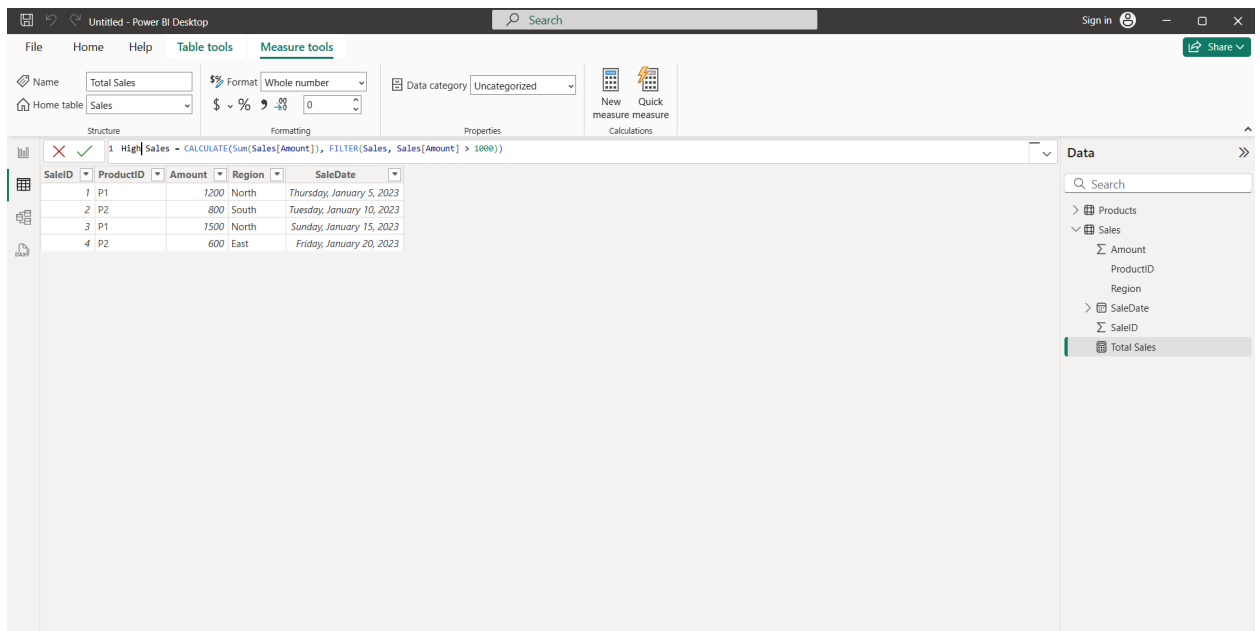 Untitled - Power BI Desktop
Search
Sign in
File Home Help Table tools Measure tools
Share
Name Total Sales
Format Whole number
Data category Uncategorized
New measure
Quick measure
Home table Sales
$ % 0
Structure
Formatting
Properties
Calculations
1 High Sales = CALCULATE(Sum(Sales[Amount]), FILTER(Sales, Sales[Amount] > 1000))
SaleID ProductID Amount Region SaleDate
1 P1 1200 North Thursday, January 5, 2023
2 P2 800 South Tuesday, January 10, 2023
3 P1 1500 North Sunday, January 15, 2023
4 P2 600 East Friday, January 20, 2023
Data
Search
Products
Sales
Amount
ProductID
Region
SaleDate
SaleID
Total Sales